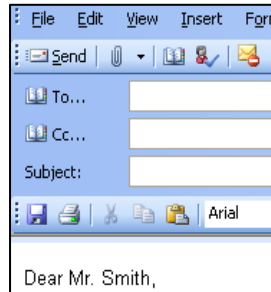 File Edit View Insert For
Send
To...
Cc...
Subject:
Arial
Dear Mr. Smith,